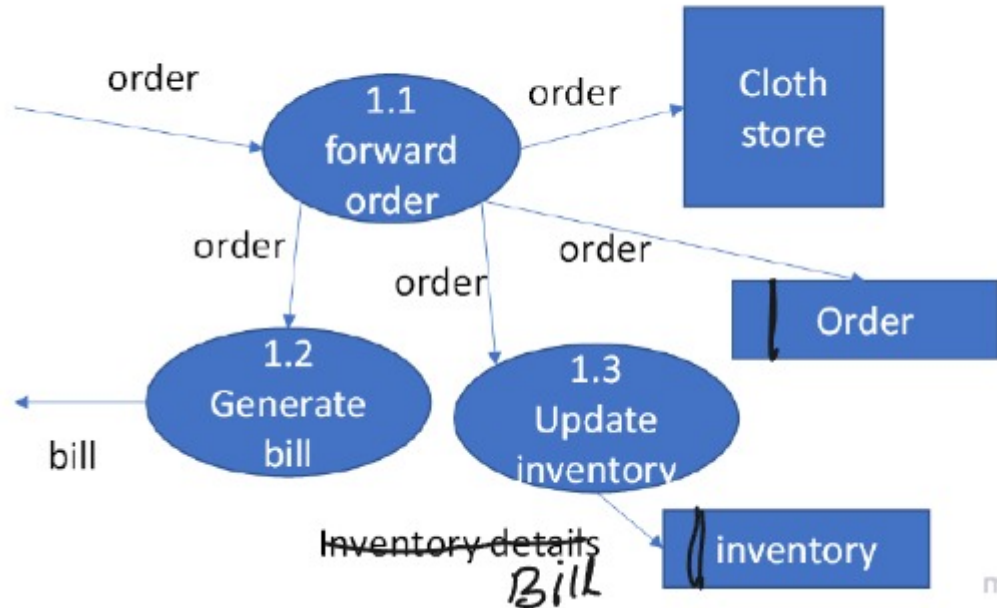 order
1.1
forward
order
order
Cloth
store
order
order
order
Order
1.2
Generate
bill
bill
1.3
Update
inventory
Inventory details
Bill
inventory